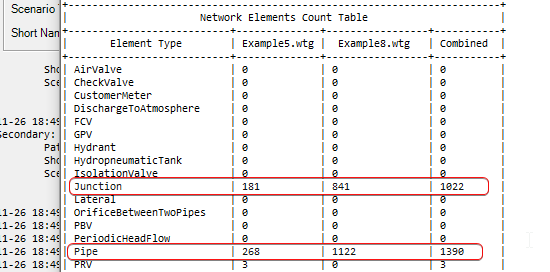 Scenario
Short Nam
Network Elements Count Table
Element Type | Example5.wtg | Example8.wtg | Combined
Sho | AirValve | 0 | 0 | 0
Sce | CheckValve | 0 | 0 | 0
CustomerMeter | 0 | 0 | 0
DischargeToAtmosphere | 0 | 0 | 0
11-26 18:49 | FCV | 0 | 0 | 0
Secondary: | GPV | 0 | 0 | 0
Pat | Hydrant | 0 | 0 | 0
Sho | HydropneumaticTank | 0 | 0 | 0
Sce | IsolationValve | 0 | 0 | 0
11-26 18:49 | Junction | 181 | 841 | 1022
Lateral | 0 | 0 | 0
11-26 18:49 | OrificeBetweenTwoPipes | 0 | 0 | 0
11-26 18:49 | PBV | 0 | 0 | 0
11-26 18:49 | PeriodicHeadFlow | 0 | 0 | 0
11-26 18:49 | Pipe | 268 | 1122 | 1390
11-26 18:49 | PRV | 3 | 0 | 3